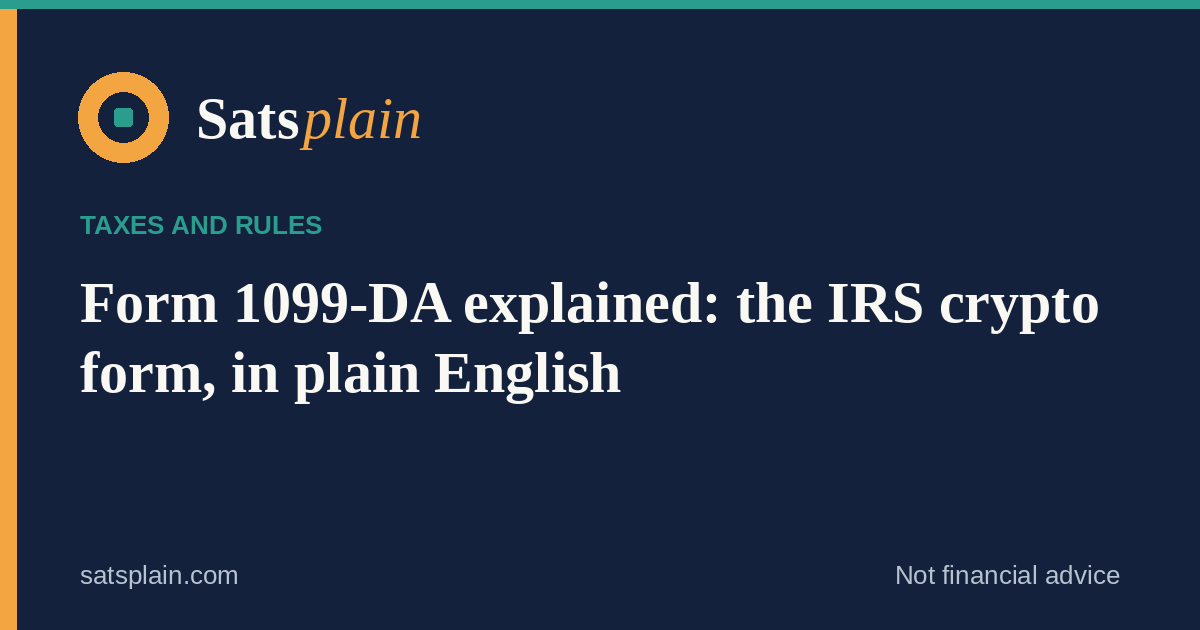 Satsplain
TAXES AND RULES
Form 1099-DA explained: the IRS crypto
form, in plain English
satsplain.com
Not financial advice